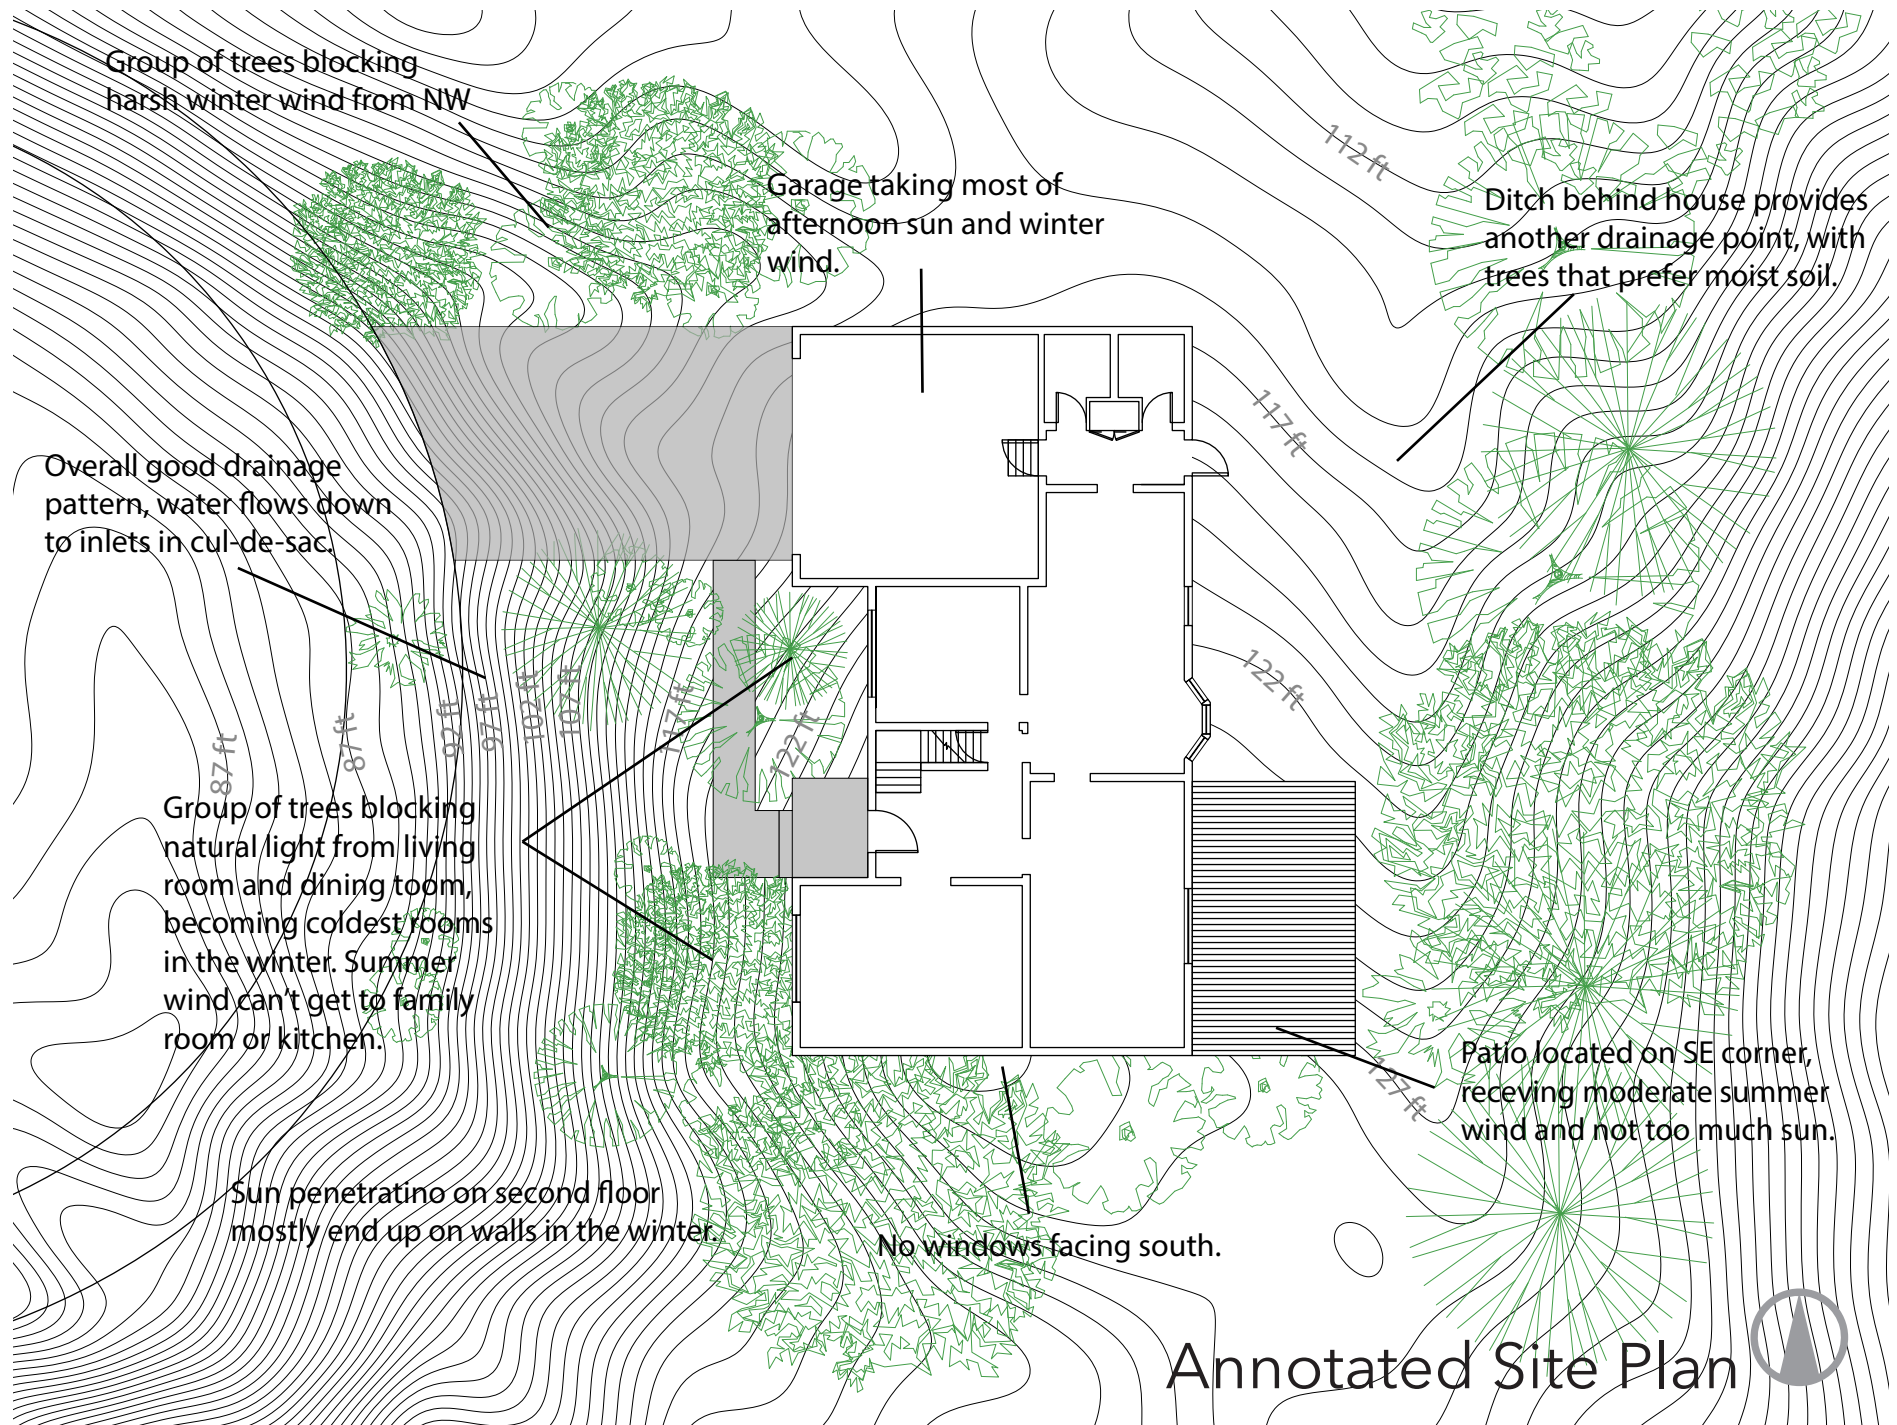 Group of trees blocking
harsh winter wind from NW
112 ft
Garage taking most of
afternoon sun and winter
wind.
Ditch behind house provides
another drainage point, with
trees that prefer moist soil.
117 ft
Overall good drainage
pattern, water flows down
to inlets in cul-de-sac.
122 ft
87 ft
87 ft
92 ft
97 ft
102 ft
107 ft
117 ft
122 ft
Group of trees blocking
natural light from living
room and dining toom,
becoming coldest rooms
in the winter. Summer
wind can't get to family
room or kitchen.
127 ft
Patio located on SE corner,
receving moderate summer
wind and not too much sun.
Sun penetratino on second floor
mostly end up on walls in the winter.
No windows facing south.
Annotated Site Plan